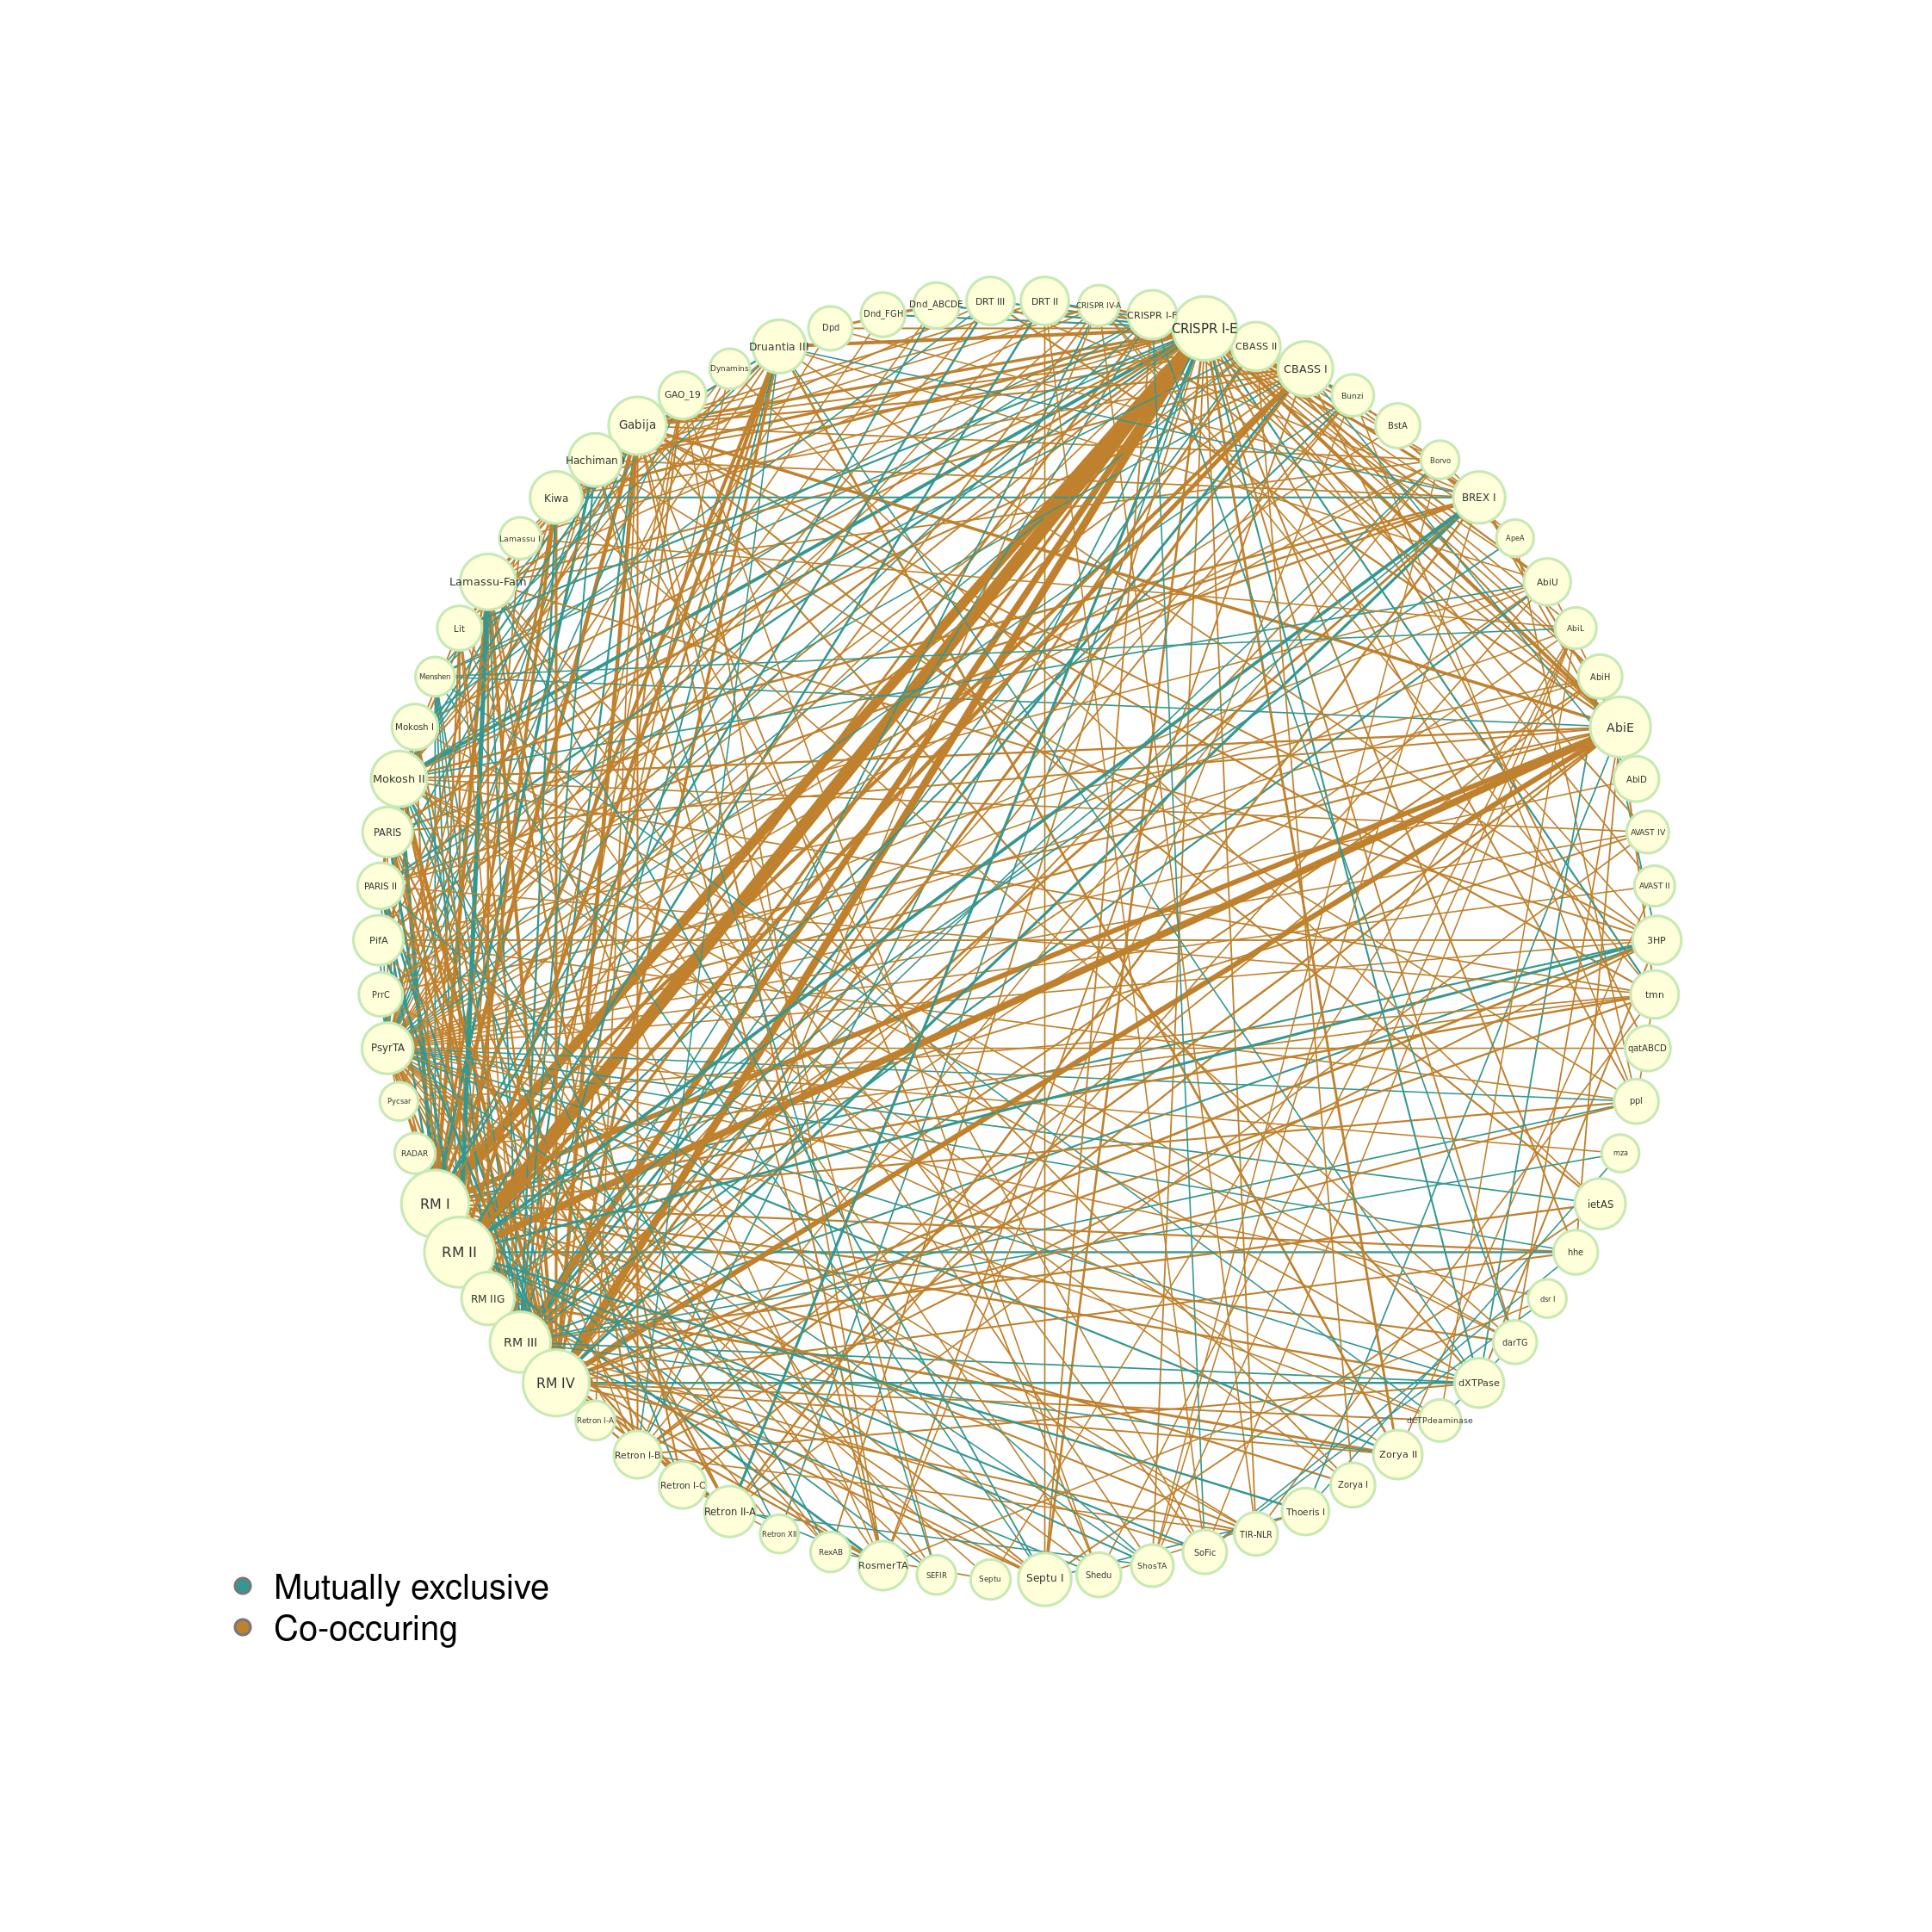 DRT III
DRT II
CRISPR IV-A
Dnd_ABCDE
Dnd_FGH
CRISPR I-F
Dpd
CRISPR I-E
Druantia III
CBASS II
Dynamins
CBASS I
GAO_19
Bunzi
Gabija
BstA
Hachiman
Borvo
Kiwa
BREX I
Lamassu I
ApeA
Lamassu-Fam
AbiU
Lit
AbiL
Menshen
AbiH
Mokosh I
AbiE
Mokosh II
AbiD
PARIS
AVAST IV
PARIS II
AVAST II
PifA
3HP
PrrC
tmn
PsyrTA
qatABCD
Pycsar
ppl
RADAR
mza
RM I
ietAS
RM II
hhe
RM IIG
dsr I
RM III
darTG
RM IV
dXTPase
Retron I-A
dCTPdeaminase
Retron I-B
Zorya II
Retron I-C
Zorya I
Retron II-A
Thoeris I
Retron XII
TIR-NLR
RexAB
SoFic
RosmerTA
ShosTA
SEFIR
Septu
Septu I
Shedu
Mutually exclusive
Co-occuring